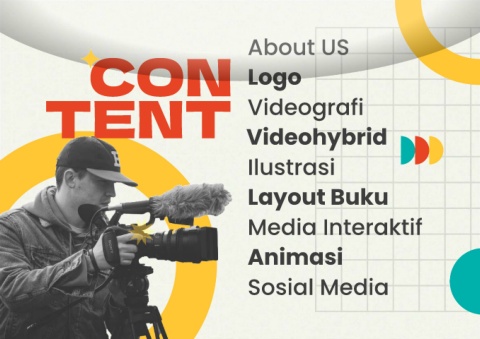 CON
TENT
About US
Logo
Videografi
Videohybrid
Ilustrasi
Layout Buku
Media Interaktif
Animasi
Sosial Media